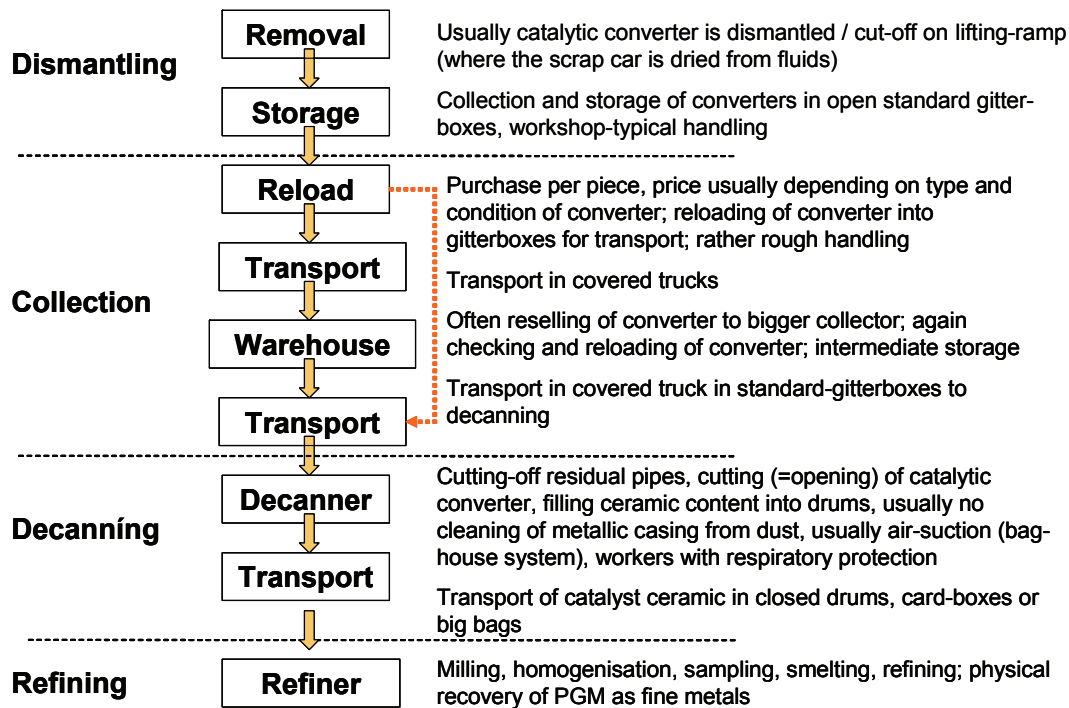 Dismantling
Removal
Usually catalytic converter is dismantled / cut-off on lifting-ramp
(where the scrap car is dried from fluids)
Storage
Collection and storage of converters in open standard gitter-
boxes, workshop-typical handling
Collection
Reload
Purchase per piece, price usually depending on type and
condition of converter; reloading of converter into
gitterboxes for transport; rather rough handling
Transport
Transport in covered trucks
Warehouse
Often reselling of converter to bigger collector; again
checking and reloading of converter; intermediate storage
Transport
Transport in covered truck in standard-gitterboxes to
decanning
Decanníng
Decanner
Cutting-off residual pipes, cutting (=opening) of catalytic
converter, filling ceramic content into drums, usually no
cleaning of metallic casing from dust, usually air-suction (bag-
house system), workers with respiratory protection
Transport
Transport of catalyst ceramic in closed drums, card-boxes or
big bags
Refining
Refiner
Milling, homogenisation, sampling, smelting, refining; physical
recovery of PGM as fine metals